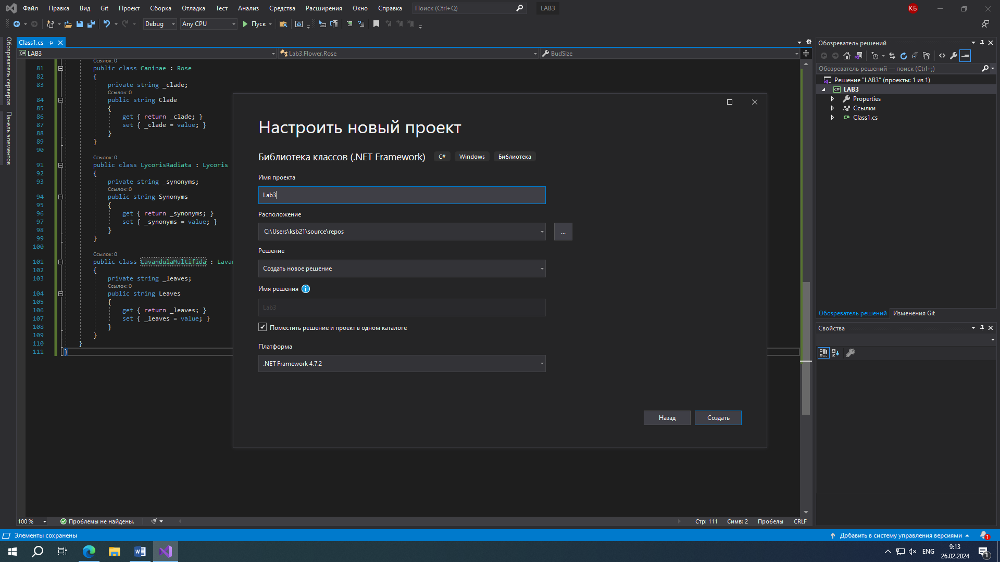 Файл Правка Вид Git Проект Сборка Отладка Тест Анализ Средства Расширения Окно Справка Поиск (Ctrl+Q) LAB3 КБ
Debug Any CPU Пуск
Обозреватель серверов
Панель элементов
Class1.cs
LAB3 Lab3.Flower.Rose BudSize
Ссылок: 0
81 public class Caninae : Rose
82 {
83 private string _clade;
Ссылок: 0
84 public string Clade
85 {
86 get { return _clade; }
87 set { _clade = value; }
88 }
89 }
90
Ссылок: 0
91 public class LycorisRadiata : Lycoris
92 {
93 private string _synonyms;
Ссылок: 0
94 public string Synonyms
95 {
96 get { return _synonyms; }
97 set { _synonyms = value; }
98 }
99 }
100
Ссылок: 0
101 public class LavandulaMultifida : Lavan
102 {
103 private string _leaves;
Ссылок: 0
104 public string Leaves
105 {
106 get { return _leaves; }
107 set { _leaves = value; }
108 }
109 }
110 }
111 }
Настроить новый проект
Библиотека классов (.NET Framework) C# Windows Библиотека
Имя проекта
Lab3
Расположение
C:\Users\ksb21\source\repos
...
Решение
Создать новое решение
Имя решения
Lab3
Поместить решение и проект в одном каталоге
Платформа
.NET Framework 4.7.2
Назад Создать
Обозреватель решений
Обозреватель решений — поиск (Ctrl+;)
Решение "LAB3" (проекты: 1 из 1)
LAB3
Properties
Ссылки
C# Class1.cs
Обозреватель решений Изменения Git
Свойства
100 % Проблемы не найдены. Стр: 111 Симв: 2 Пробелы CRLF
Элементы сохранены Добавить в систему управления версиями 1
ENG 9:13
26.02.2024 1